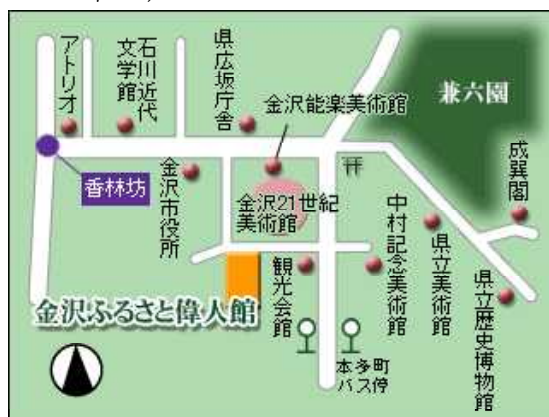 アトリオ
石川近代
文学館
県広坂庁舎
金沢能楽美術館
兼六園
香林坊
金沢市役所
金沢21世紀
美術館
成巽閣
中村記念美術館
県立美術館
県立歴史博物館
観光会館
金沢ふるさと偉人館
本多町
バス停